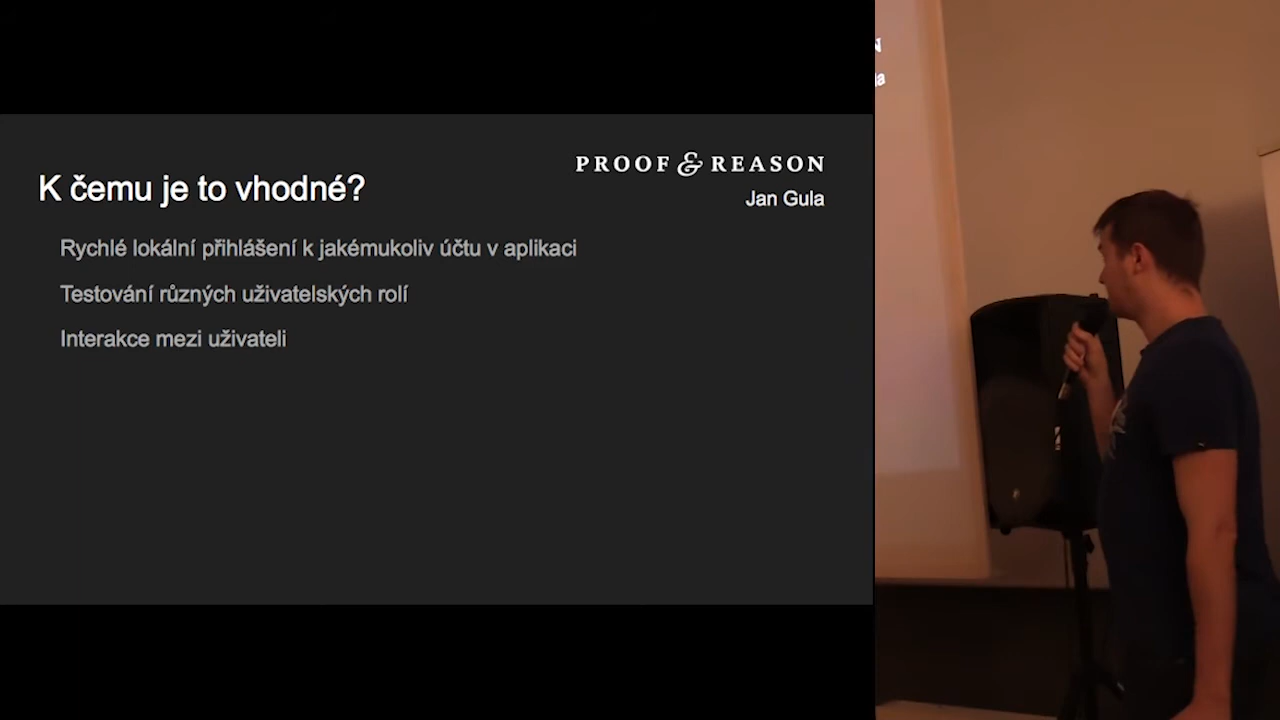 PROOF & REASON
Jan Gula
K čemu je to vhodné?
Rychlé lokální přihlášení k jakémukoliv účtu v aplikaci
Testování různých uživatelských rolí
Interakce mezi uživateli
N
la